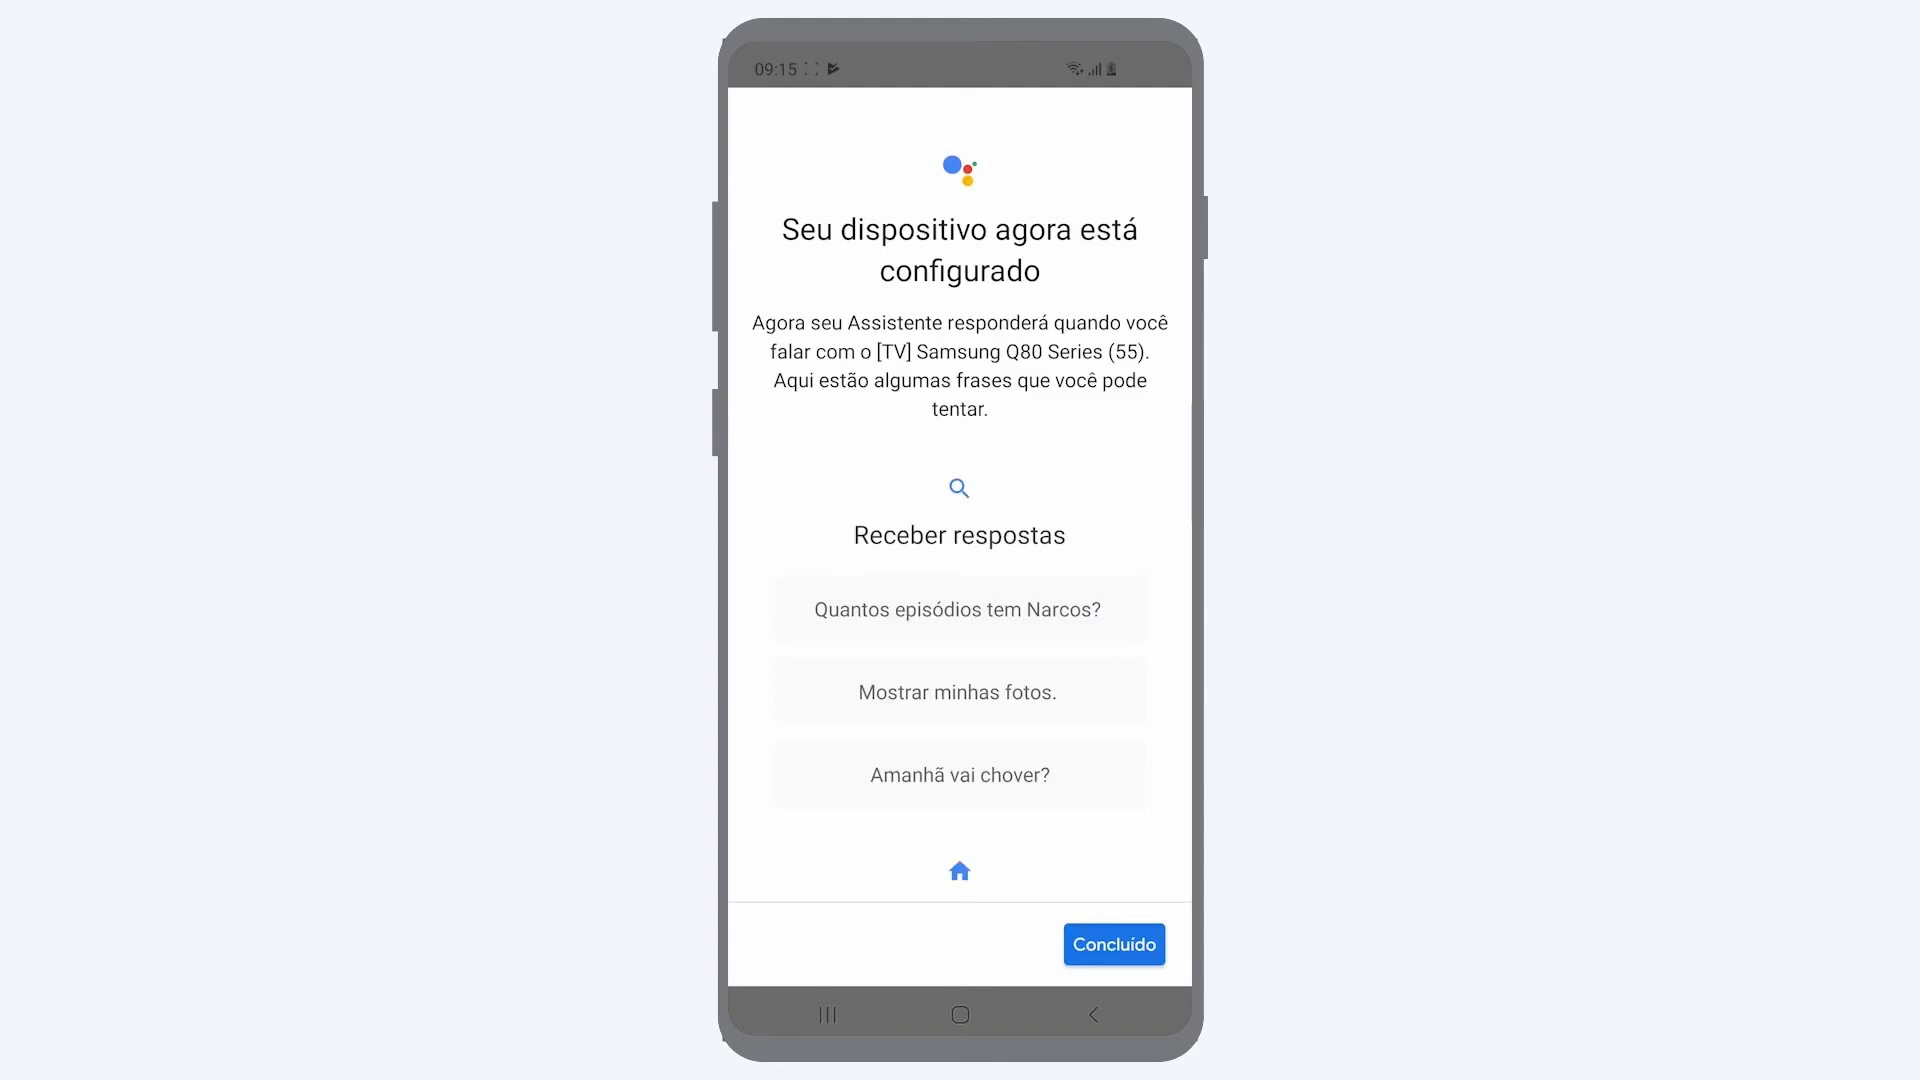 09:15
Seu dispositivo agora está
configurado
Agora seu Assistente responderá quando você
falar com o [TV] Samsung Q80 Series (55).
Aqui estão algumas frases que você pode
tentar.
Receber respostas
Quantos episódios tem Narcos?
Mostrar minhas fotos.
Amanhã vai chover?
Concluído